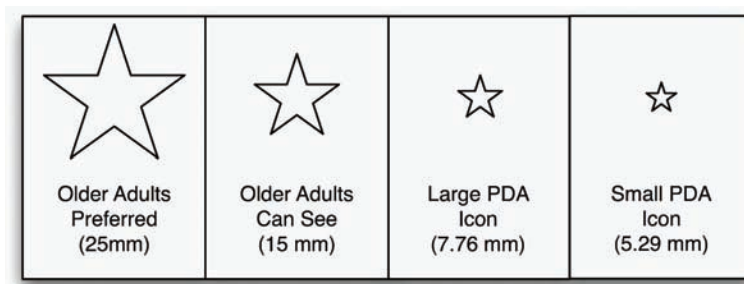 Older Adults
Preferred
(25mm)
Older Adults
Can See
(15 mm)
Large PDA
Icon
(7.76 mm)
Small PDA
Icon
(5.29 mm)